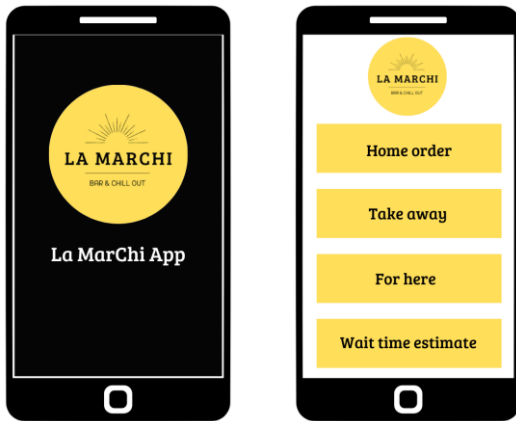 LA MARCHI
BAR & CHILL OUT
La MarChi App
LA MARCHI
BAR & CHILL OUT
Home order
Take away
For here
Wait time estimate